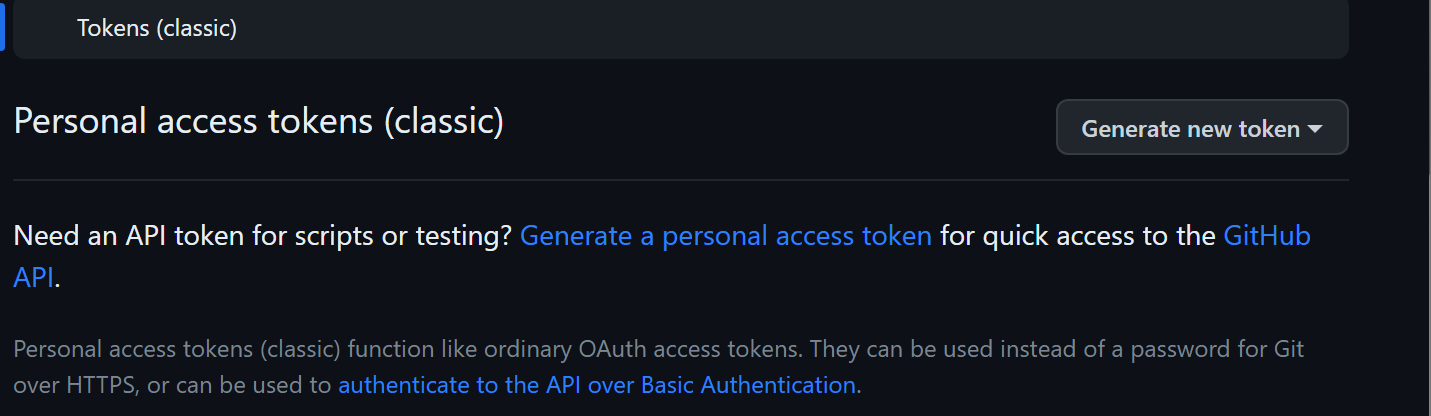 Tokens (classic)
Personal access tokens (classic)
Generate new token
Need an API token for scripts or testing? Generate a personal access token for quick access to the GitHub
API.
Personal access tokens (classic) function like ordinary OAuth access tokens. They can be used instead of a password for Git
over HTTPS, or can be used to authenticate to the API over Basic Authentication.